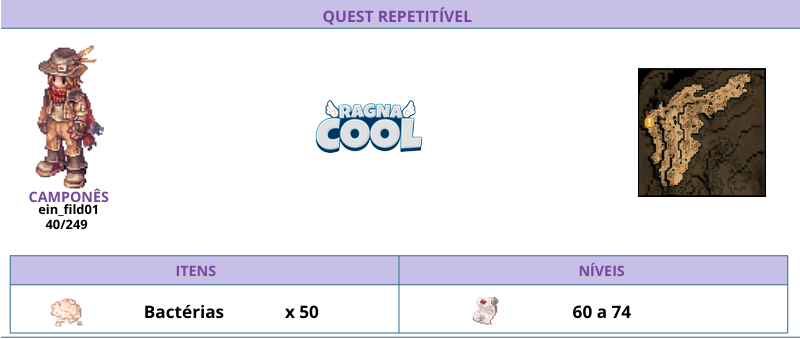 QUEST REPETITÍVEL
RAGNA
COOL
CAMPONÊS
ein_fild01
40/249
ITENS
NÍVEIS
Bactérias x 50
60 a 74